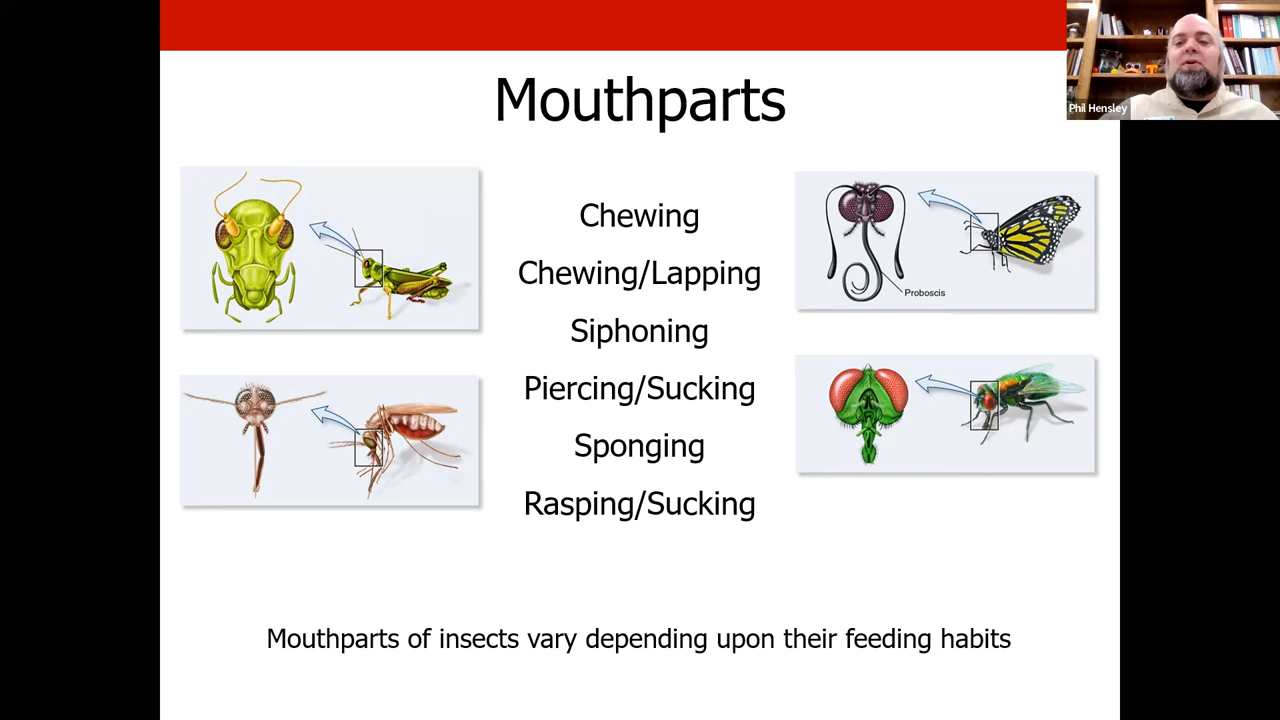 Mouthparts
Phil Hensley
Chewing
Chewing/Lapping
Siphoning
Piercing/Sucking
Sponging
Rasping/Sucking
Proboscis
Mouthparts of insects vary depending upon their feeding habits